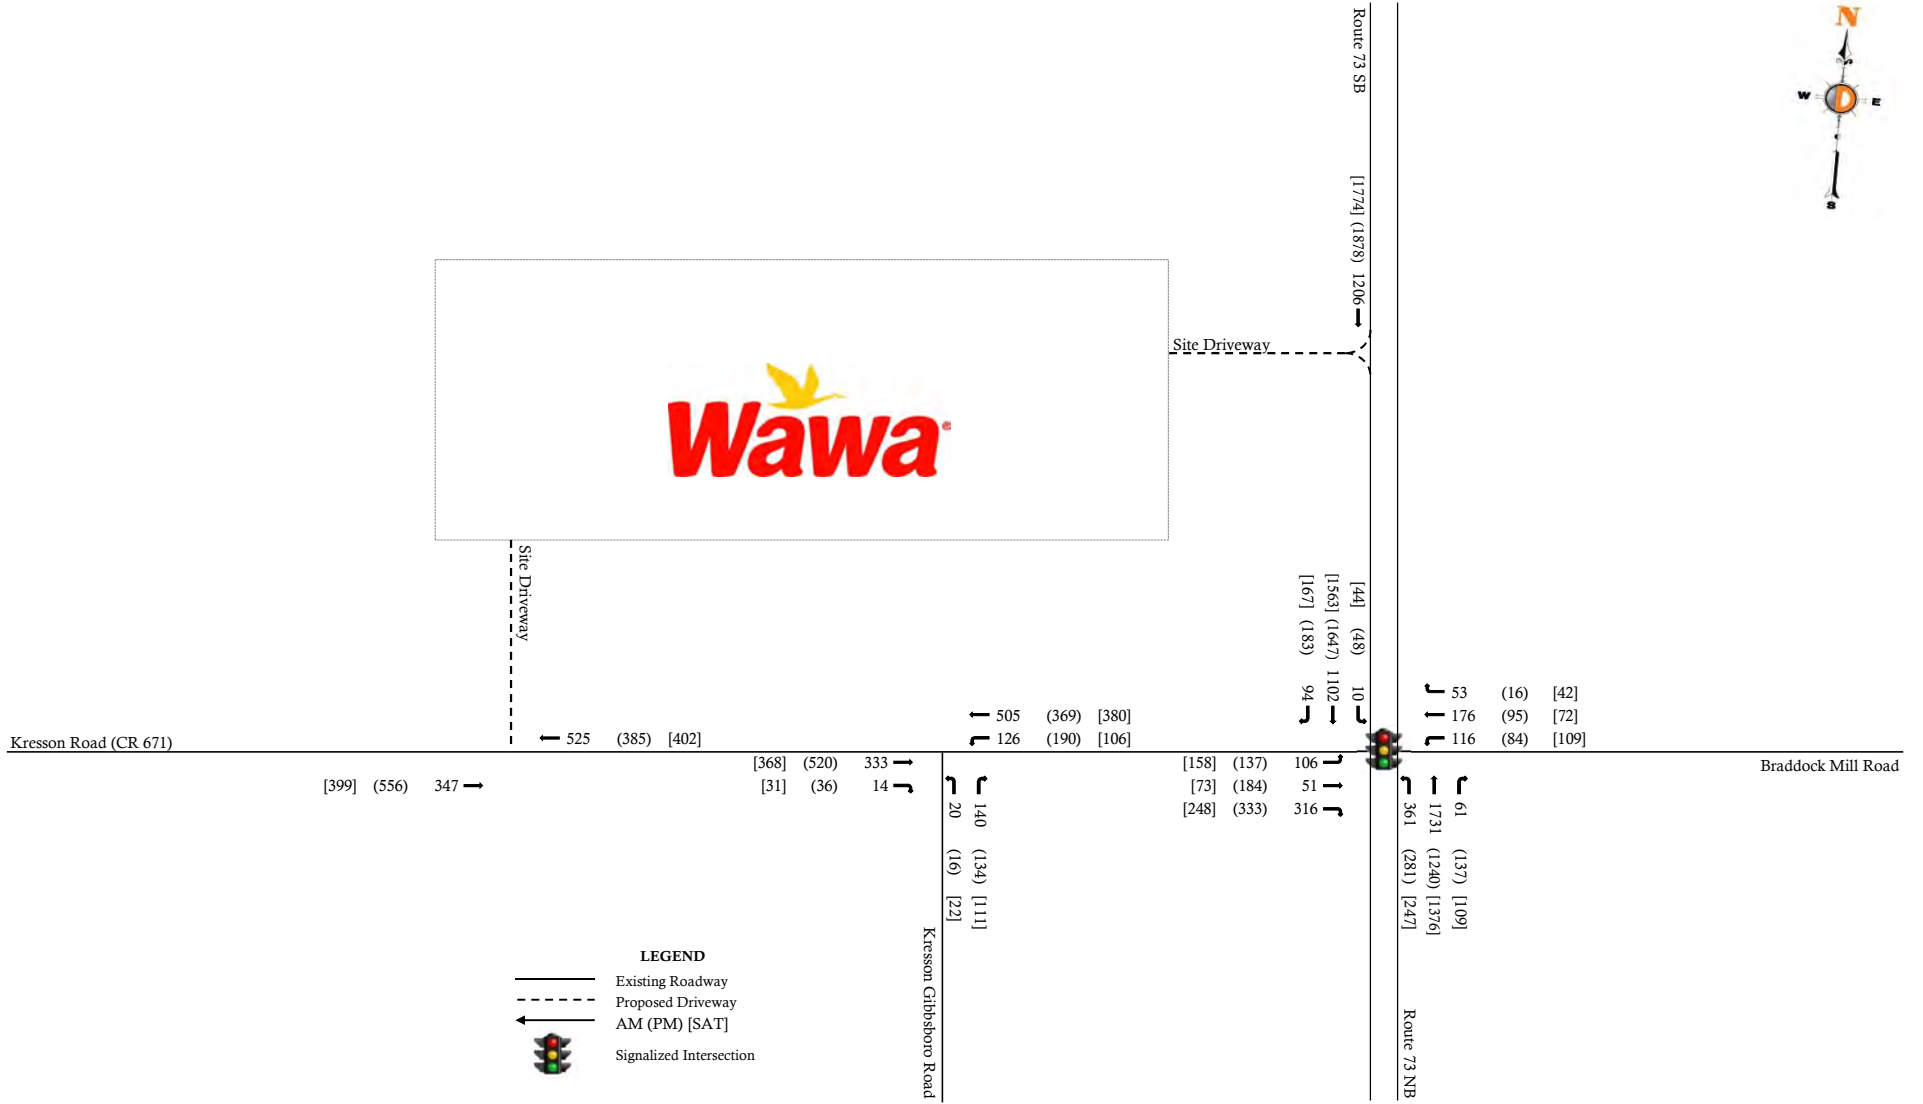 Route 73 SB
N
W
D
E
S
[1774] (1878) 1206
Site Driveway
Wawa®
Site Driveway
[44] (48) 10
[1563] (1647) 1102
[167] (183) 94
53 (16) [42]
176 (95) [72]
116 (84) [109]
505 (369) [380]
126 (190) [106]
525 (385) [402]
Kresson Road (CR 671)
Braddock Mill Road
[368] (520) 333
[31] (36) 14
[399] (556) 347
[158] (137) 106
[73] (184) 51
[248] (333) 316
20 (16) [22]
140 (134) [111]
361 (281) [247]
1731 (1240) [1376]
61 (137) [109]
Kresson Gibbsboro Road
Route 73 NB
LEGEND
Existing Roadway
Proposed Driveway
AM (PM) [SAT]
Signalized Intersection